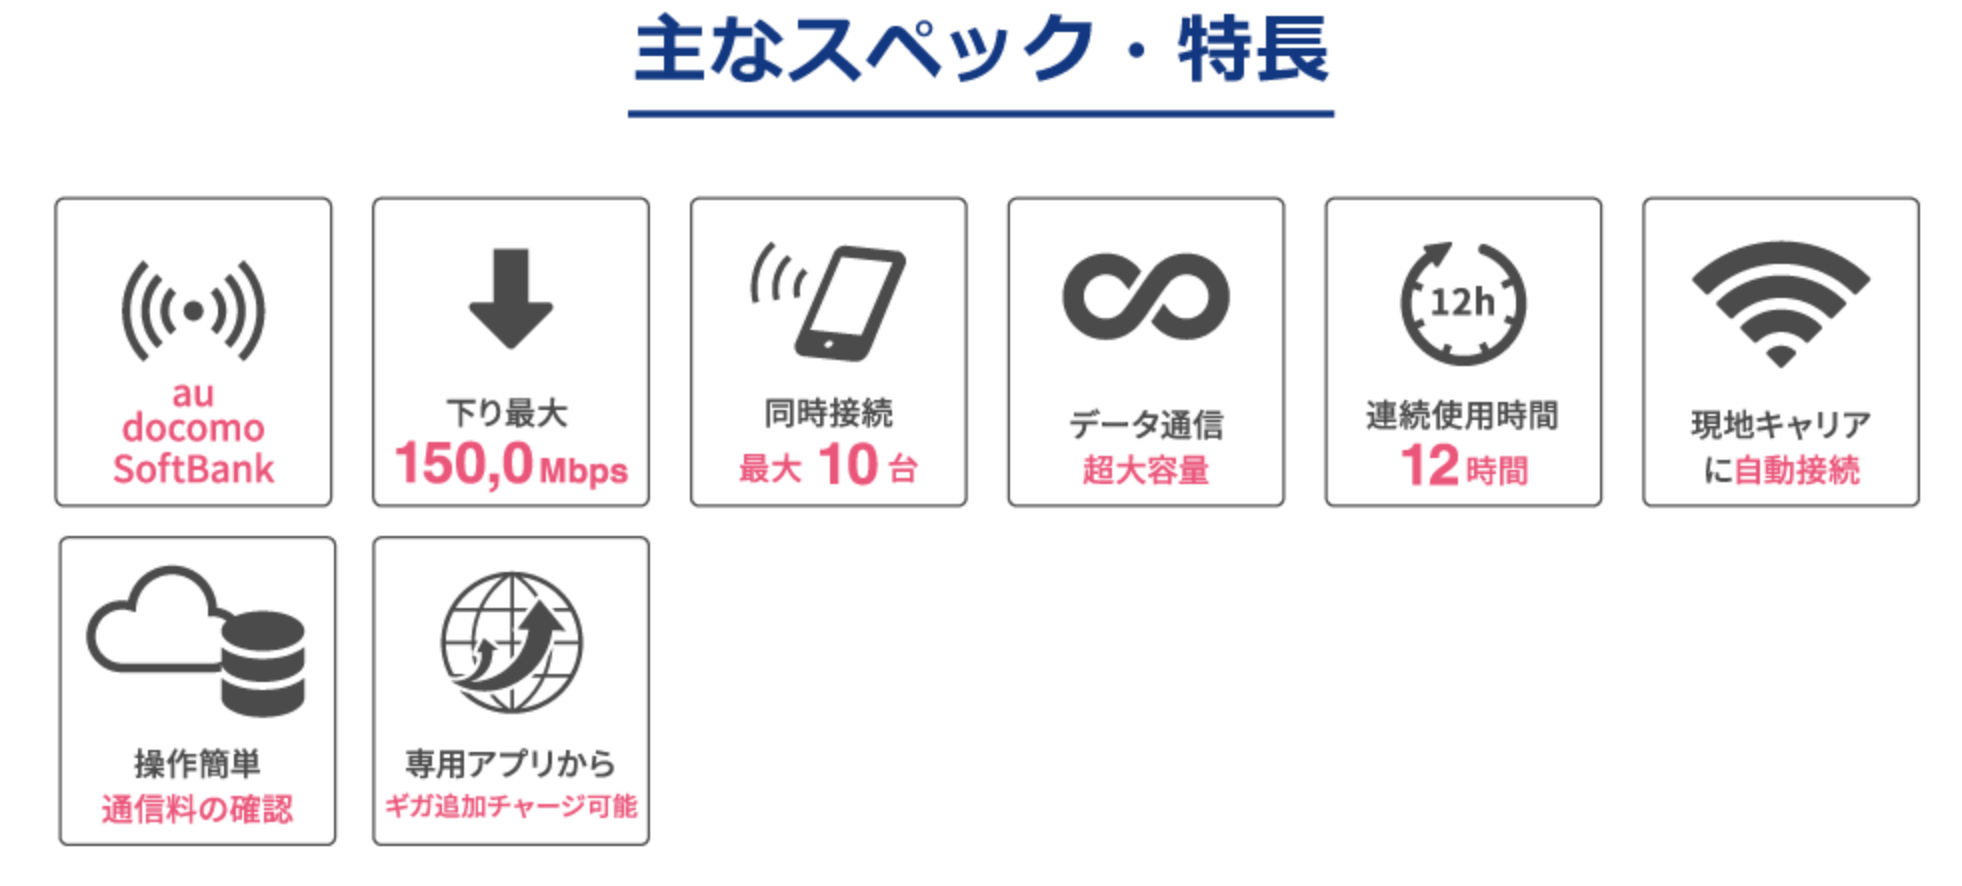 主なスペック・特長
au
docomo
SoftBank
下り最大
150,0 Mbps
同時接続
最大 10 台
データ通信
超大容量
12h
連続使用時間
12 時間
現地キャリア
に自動接続
操作簡単
通信料の確認
専用アプリから
ギガ追加チャージ可能